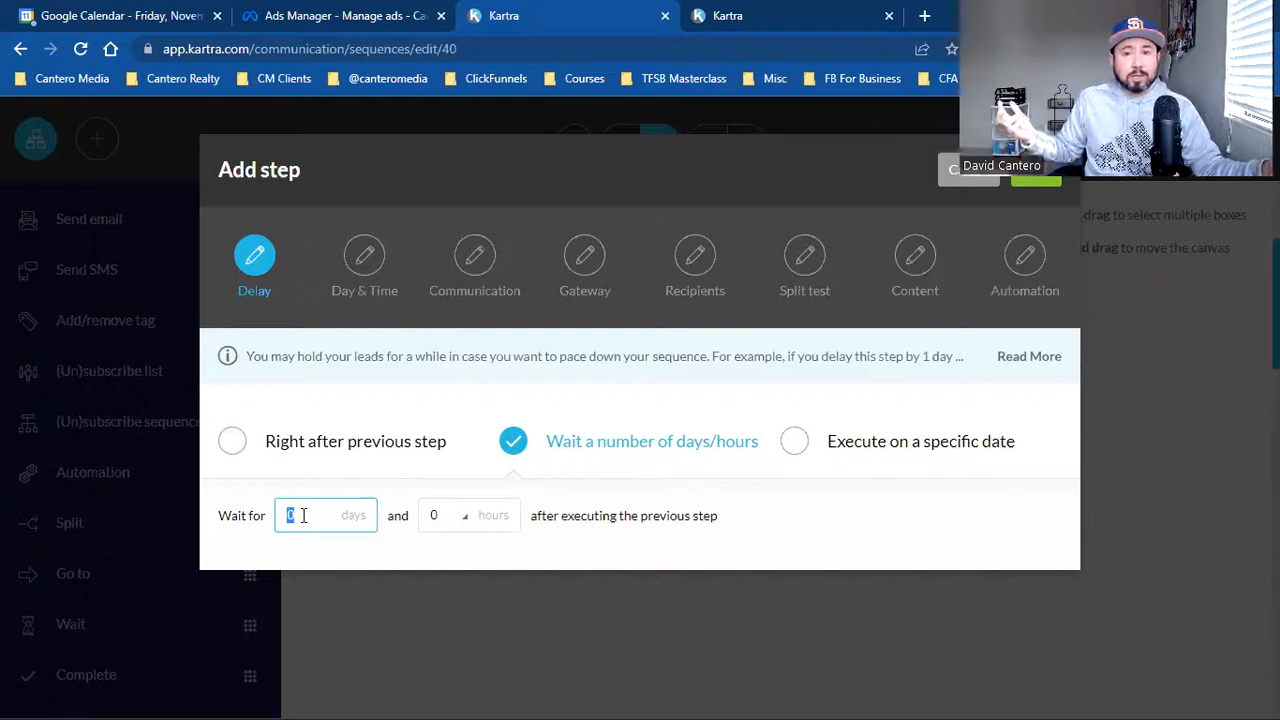 Google Calendar - Friday, Novem
Ads Manager - Manage ads - Ca
Kartra
Kartra
app.kartra.com/communication/sequences/edit/40
Cantero Media
Cantero Realty
CM Clients
@canteromedia
ClickFunnels
Courses
TFSB Masterclass
Misc
FB For Business
CFA
David Cantero
Add step
Send email
Send SMS
Add/remove tag
(Un)subscribe list
(Un)subscribe sequence
Automation
Split
Go to
Wait
Complete
drag to select multiple boxes
d drag to move the canvas
Delay
Day & Time
Communication
Gateway
Recipients
Split test
Content
Automation
You may hold your leads for a while in case you want to pace down your sequence. For example, if you delay this step by 1 day ...
Read More
Right after previous step
Wait a number of days/hours
Execute on a specific date
Wait for 0 days and 0 hours after executing the previous step